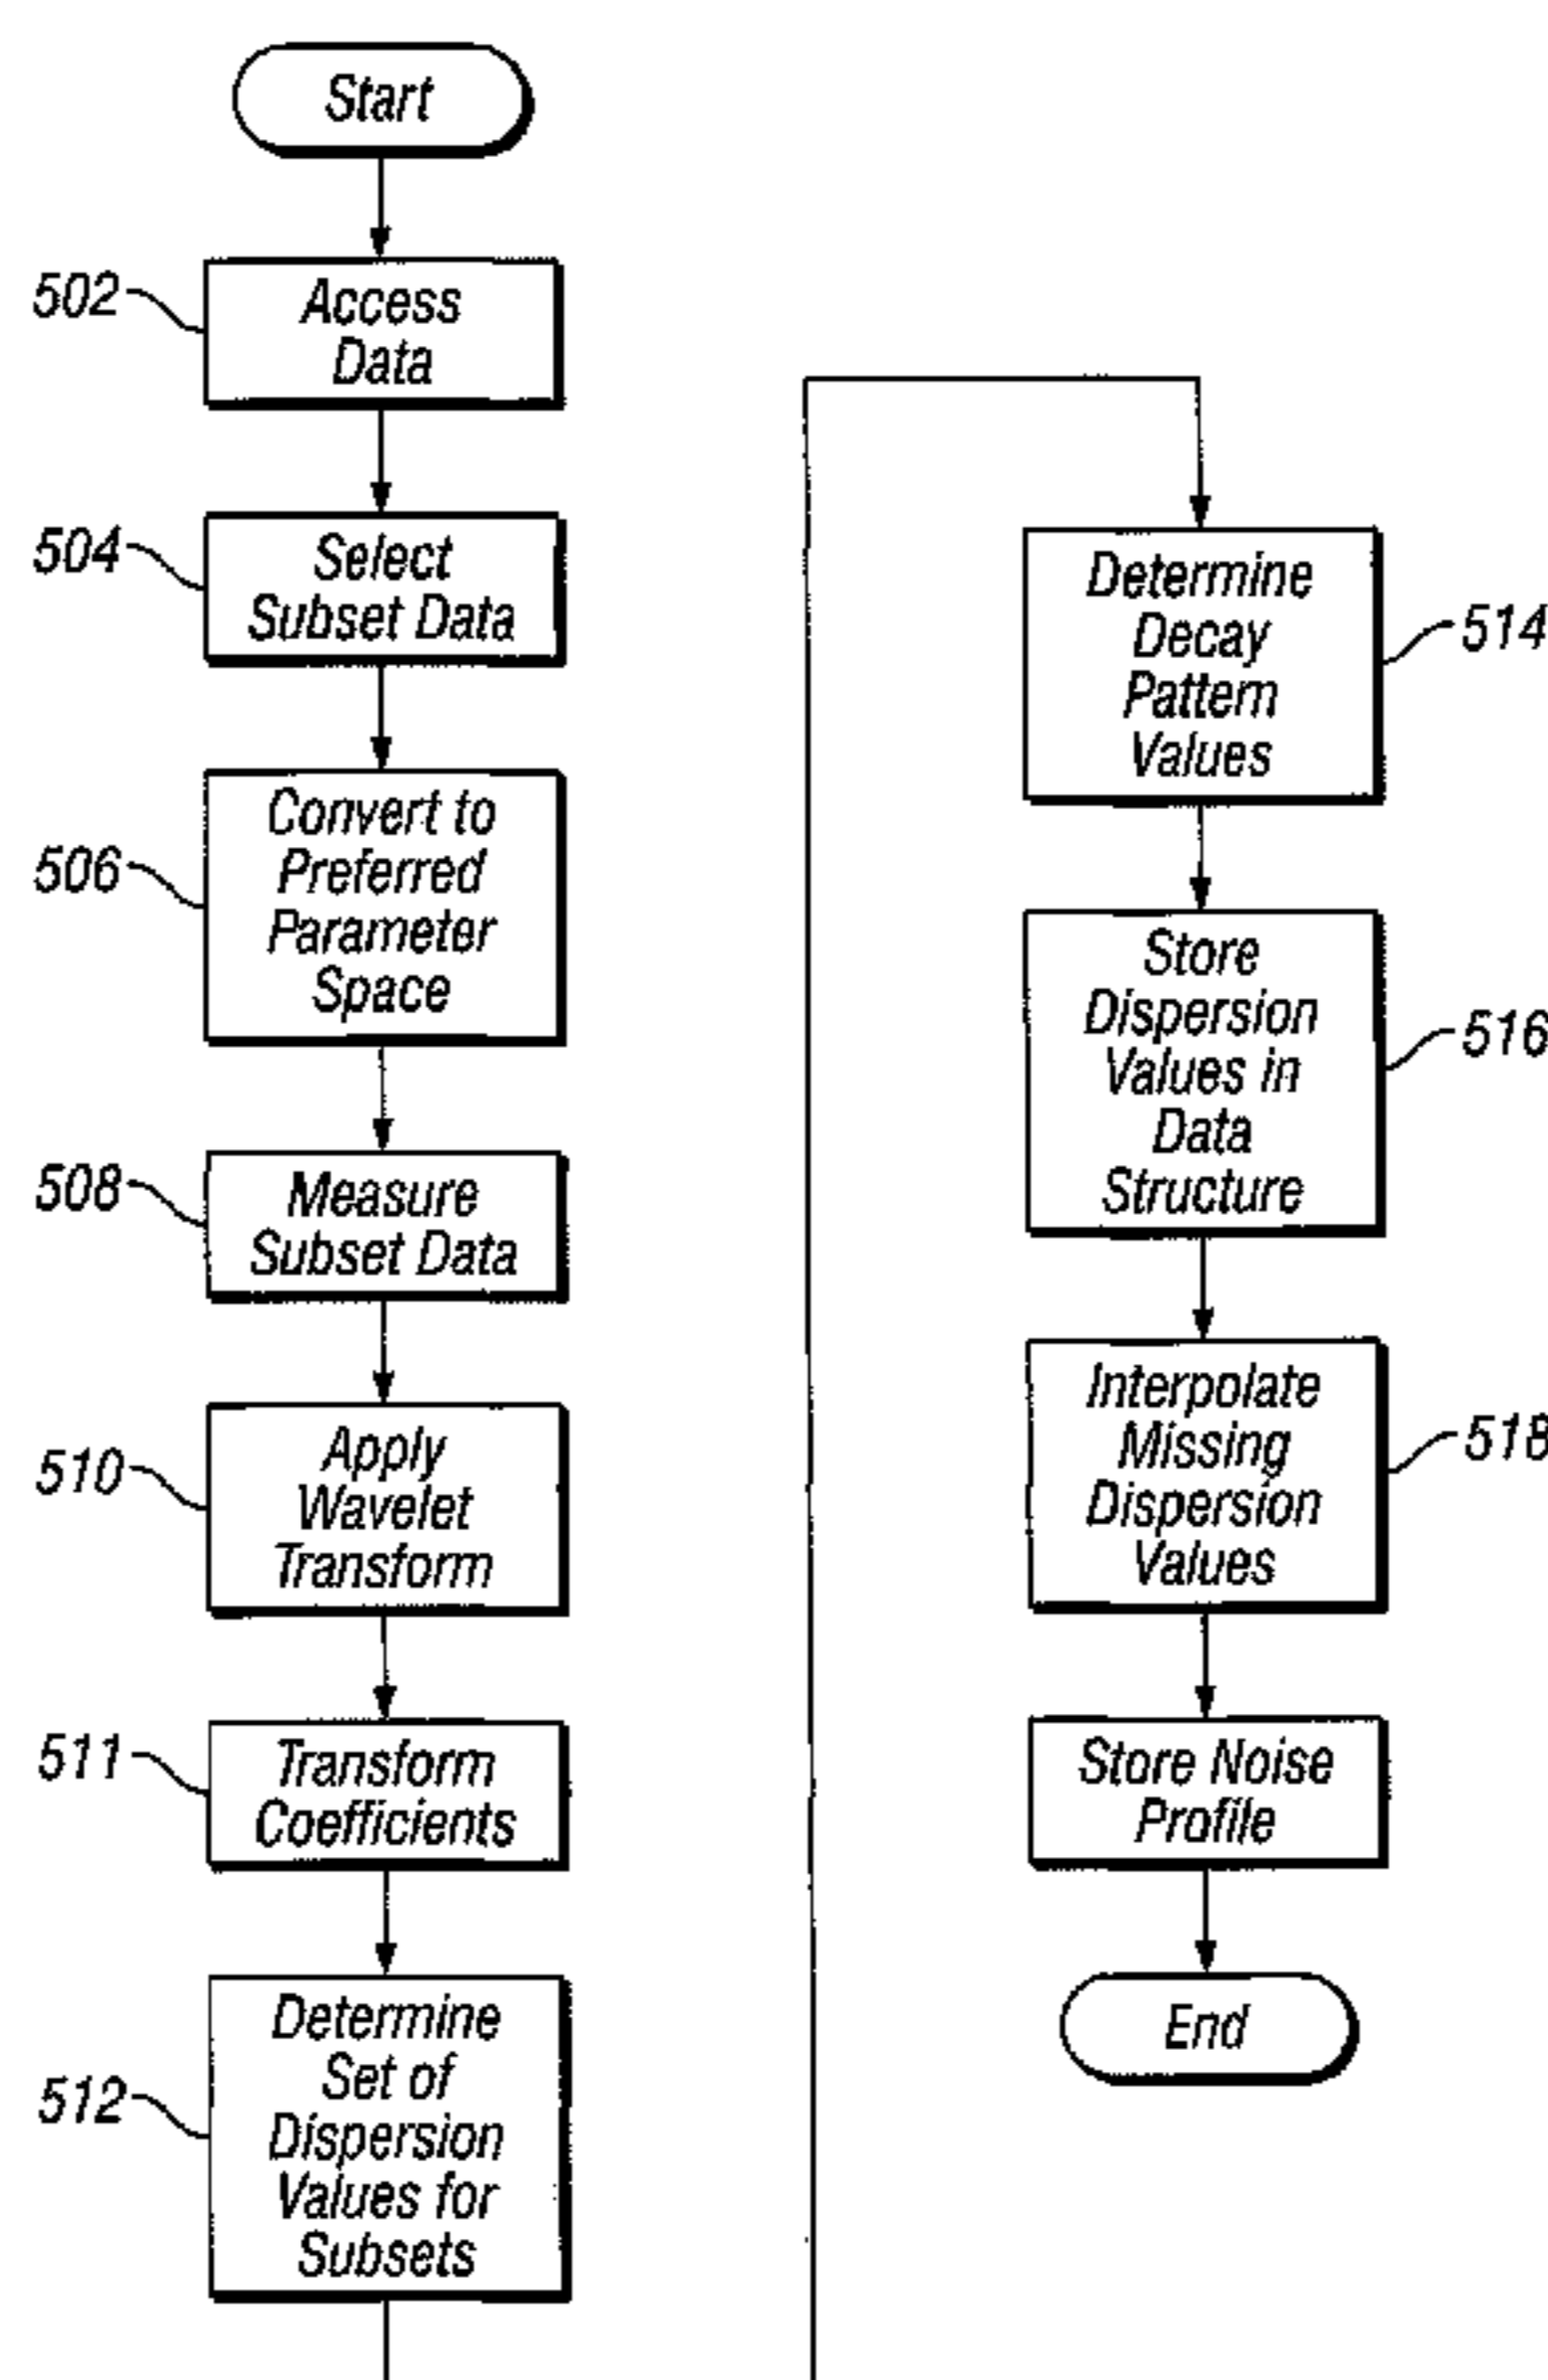 Start
502
Access
Data
504
Select
Subset Data
506
Convert to
Preferred
Parameter
Space
508
Measure
Subset Data
510
Apply
Wavelet
Transform
511
Transform
Coefficients
512
Determine
Set of
Dispersion
Values for
Subsets
Determine
Decay
Pattern
Values
514
Store
Dispersion
Values in
Data
Structure
516
Interpolate
Missing
Dispersion
Values
518
Store Noise
Profile
End